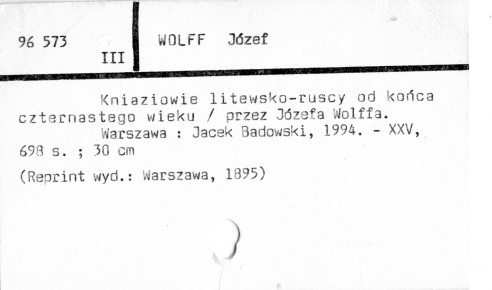 96 573
III
WOLFF Józef
Kniaziowie litewsko-ruscy od końca
czternastego wieku / przez Józefa Wolffa.
Warszawa : Jacek Badowski, 1994. - XXV,
698 s. ; 30 cm
(Reprint wyd.: Warszawa, 1895)